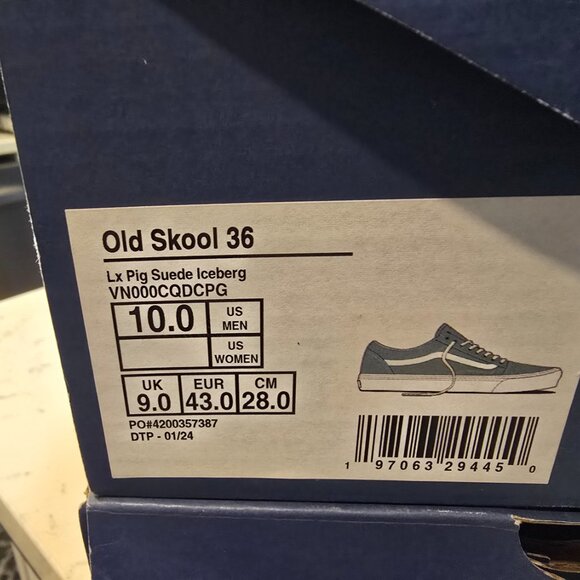 Old Skool 36
Lx Pig Suede Iceberg
VN000CQDCPG
10.0 US MEN
US WOMEN
UK EUR CM
9.0 43.0 28.0
PO#4200357387
DTP - 01/24
1 97063 29445 0